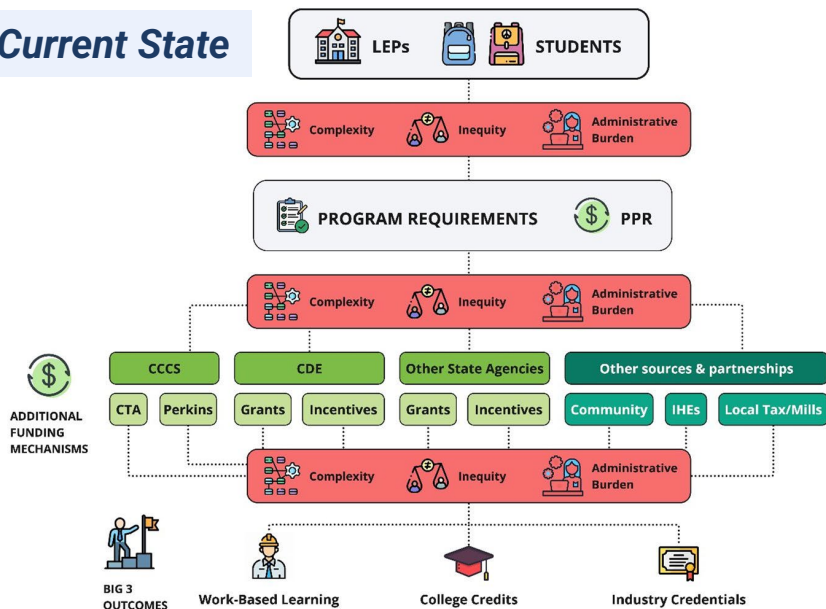 Current State
LEPs
STUDENTS
Complexity
Inequity
Administrative
Burden
PROGRAM REQUIREMENTS
PPR
Complexity
Inequity
Administrative
Burden
ADDITIONAL
FUNDING
MECHANISMS
CCCS
CDE
Other State Agencies
Other sources & partnerships
CTA
Perkins
Grants
Incentives
Grants
Incentives
Community
IHEs
Local Tax/Mills
Complexity
Inequity
Administrative
Burden
BIG 3
OUTCOMES
Work-Based Learning
College Credits
Industry Credentials